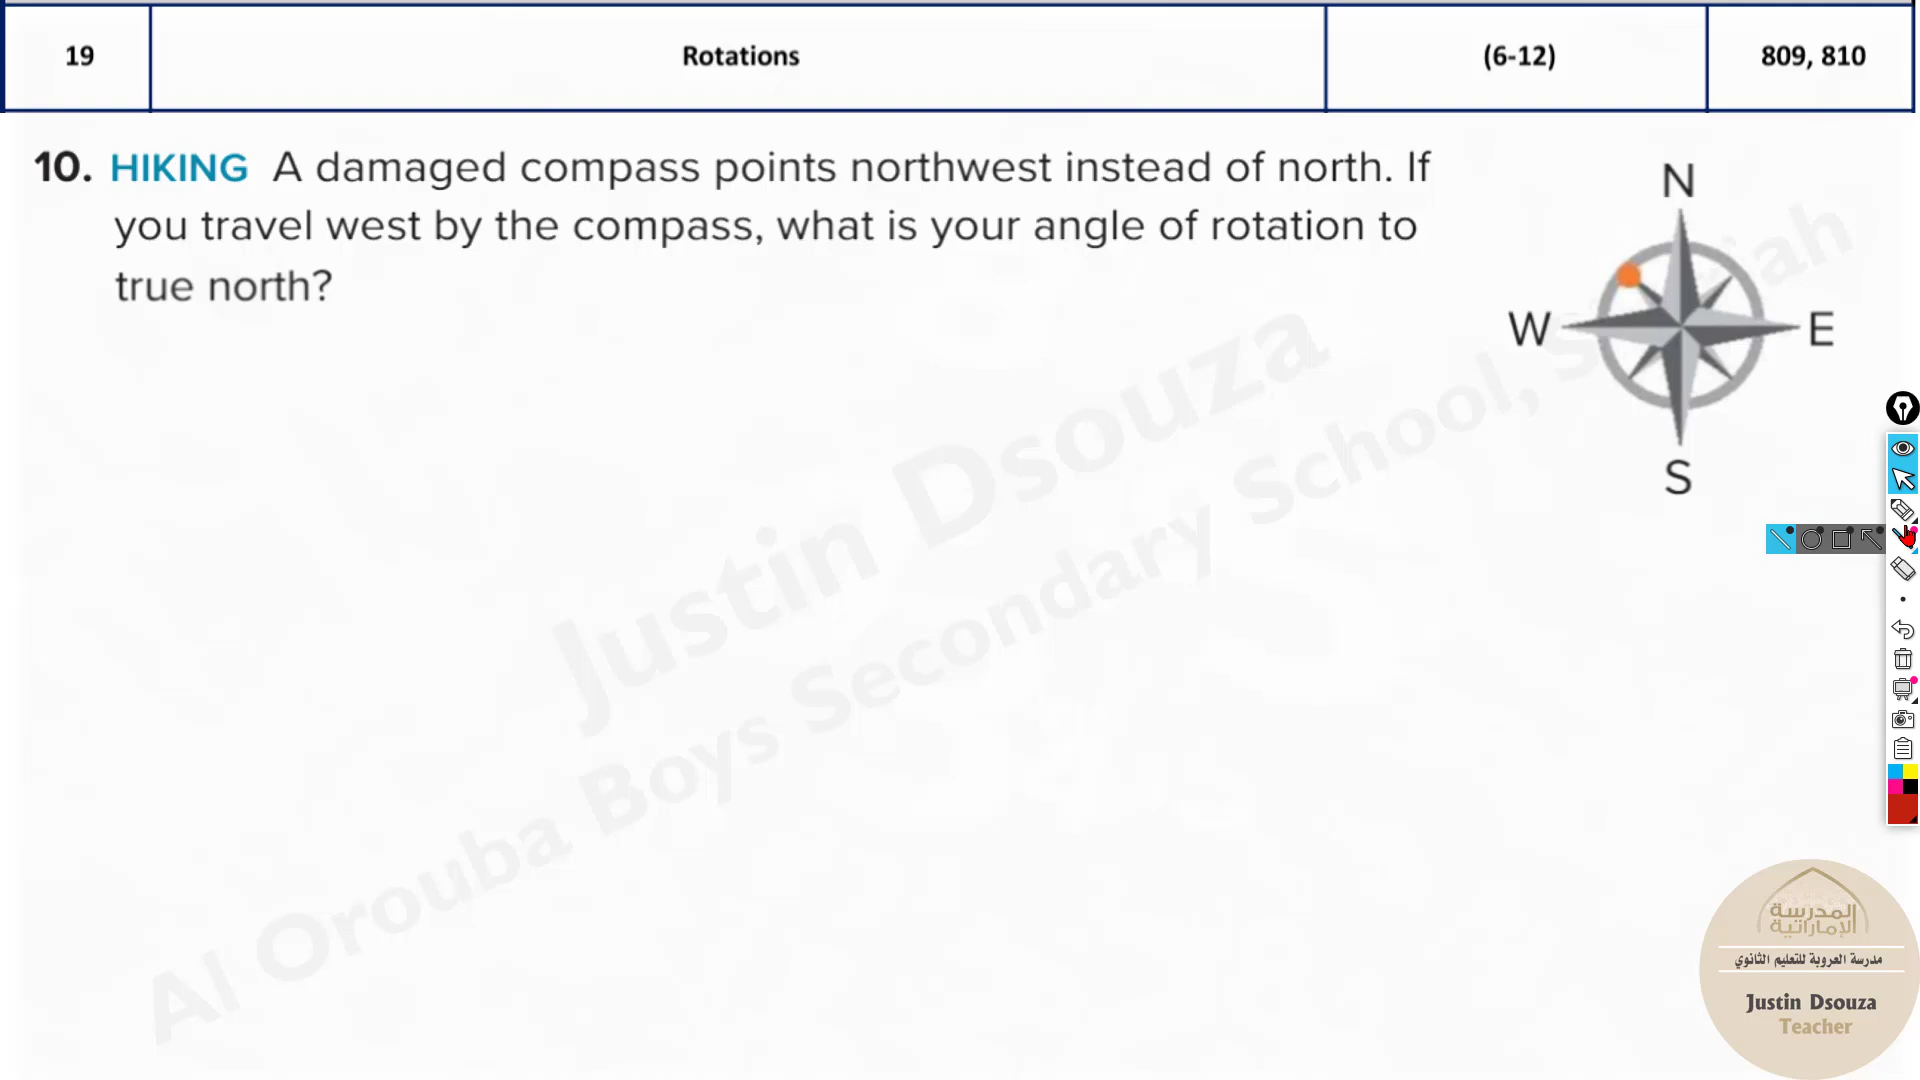 19 Rotations (6-12) 809, 810
10. HIKING A damaged compass points northwest instead of north. If
you travel west by the compass, what is your angle of rotation to
true north?
N
W E
S
Justin Dsouza
Al Orouba Boys Secondary School, Sharjah
المدرسة
الإماراتية
مدرسة العروبة للتعليم الثانوي
Justin Dsouza
Teacher